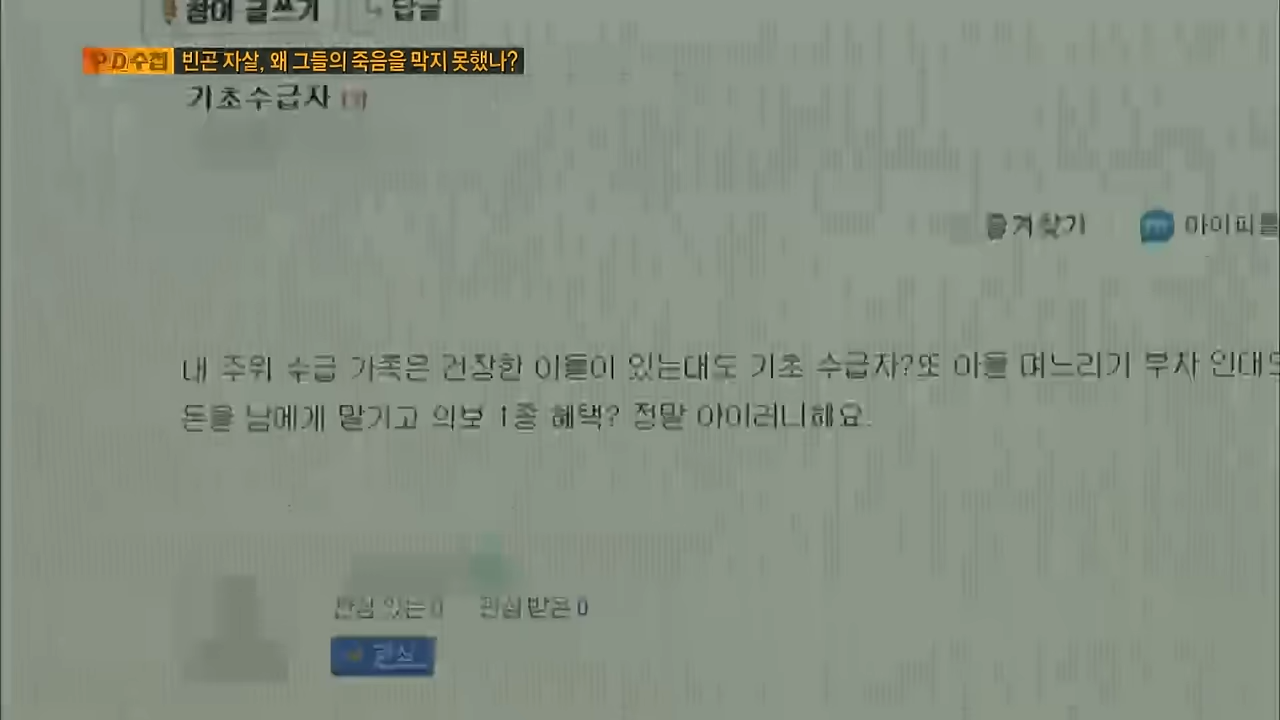 참여 글쓰기 답글
PD수첩 빈곤 자살, 왜 그들의 죽음을 막지 못했나?
기초수급자
즐겨찾기 아이피를
내 주위 수급 가족은 건장한 아들이 있는대도 기초 수급자?또 아들 며느리가 부자 인대도
돈을 남에게 맡기고 의보 1종 혜택? 정말 아이러니해요.
관심 있는 0 관심 받은 0
관심